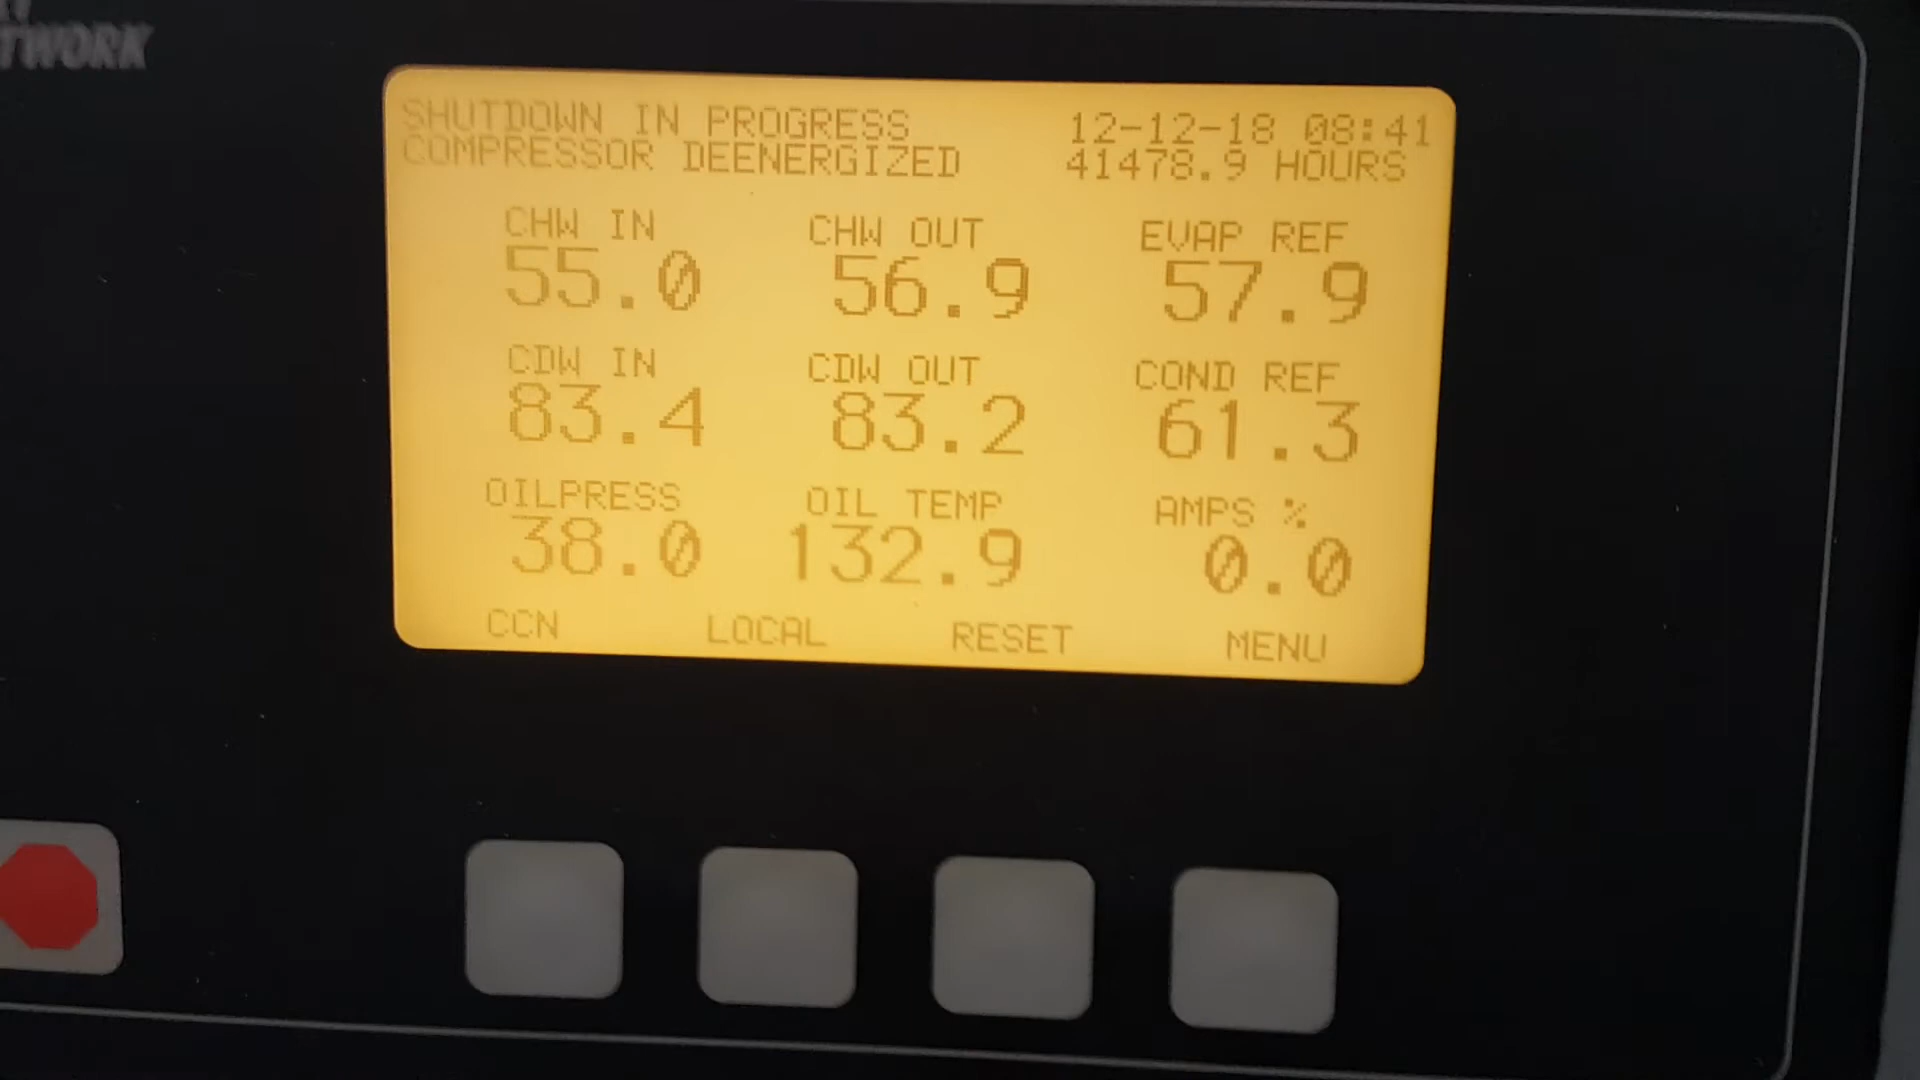 TWORK
SHUTDOWN IN PROGRESS 12-12-18 08:41
COMPRESSOR DEENERGIZED 41478.9 HOURS
CHW IN CHW OUT EVAP REF
55.0 56.9 57.9
CDW IN CDW OUT COND REF
83.4 83.2 61.3
OILPRESS OIL TEMP AMPS %
38.0 132.9 0.0
CCN LOCAL RESET MENU